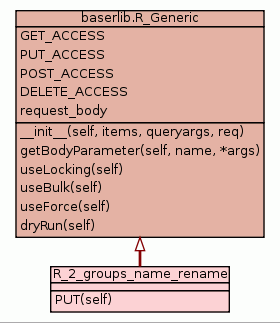 baserlib.R_Generic
GET_ACCESS
PUT_ACCESS
POST_ACCESS
DELETE_ACCESS
request_body
__init__(self, items, queryargs, req)
getBodyParameter(self, name, *args)
useLocking(self)
useBulk(self)
useForce(self)
dryRun(self)
R_2_groups_name_rename
PUT(self)